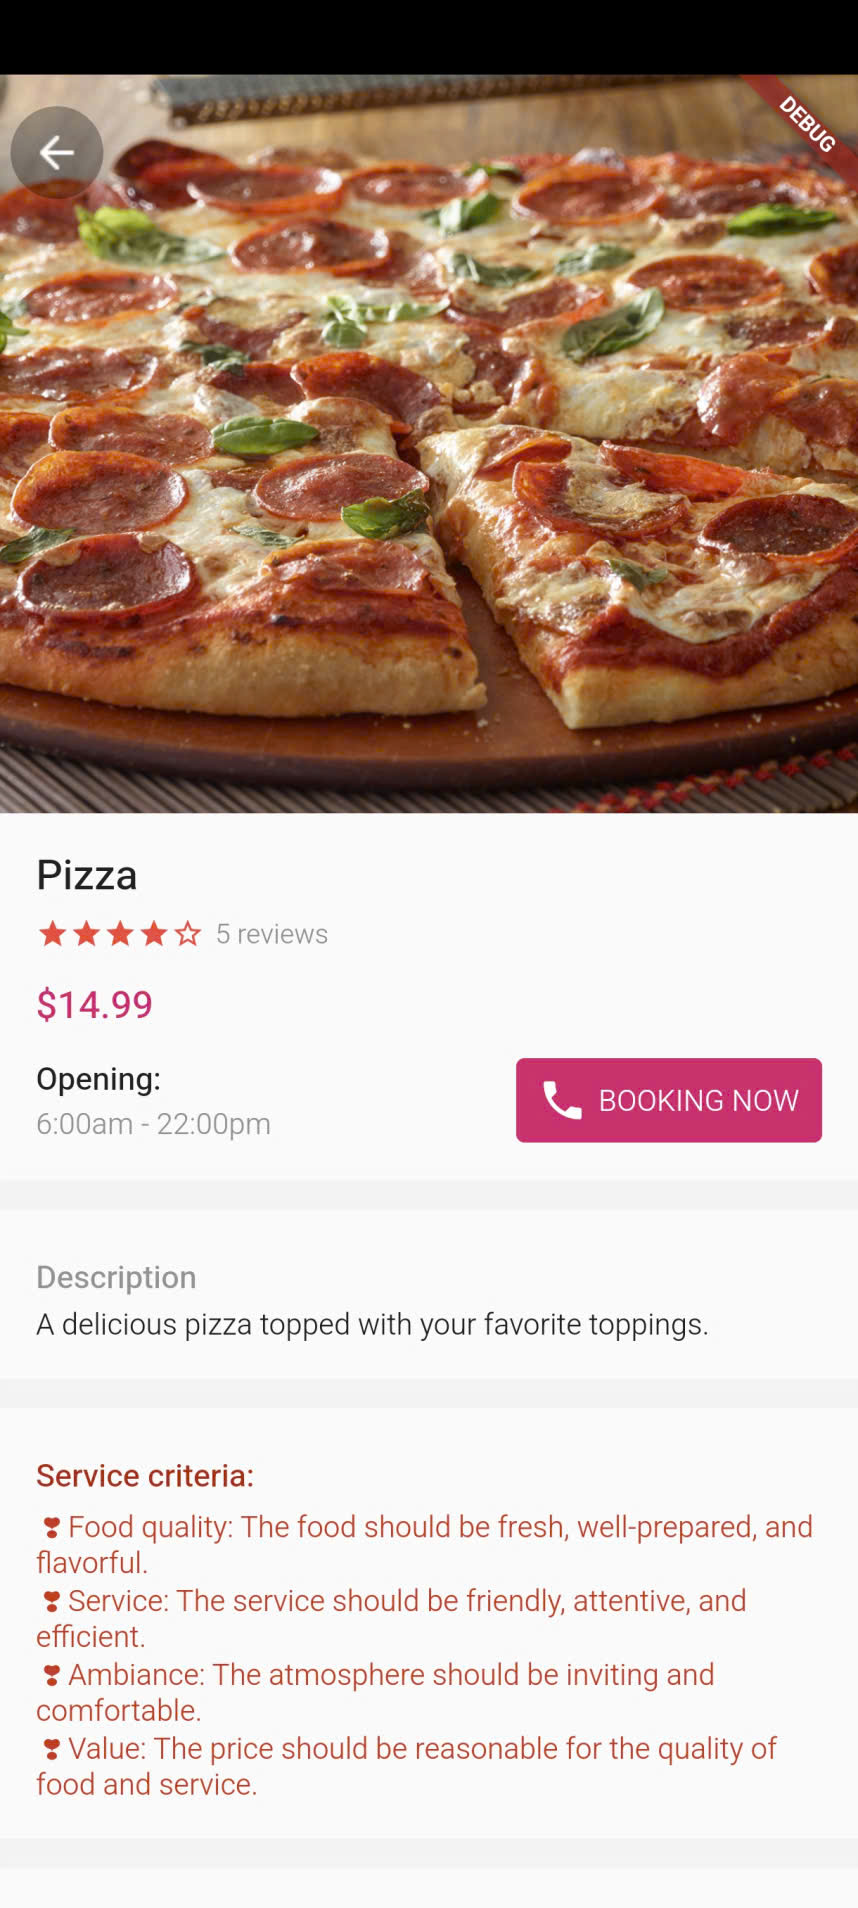 DEBUG
Pizza
5 reviews
$14.99
Opening:
6:00am - 22:00pm
BOOKING NOW
Description
A delicious pizza topped with your favorite toppings.
Service criteria:
❣ Food quality: The food should be fresh, well-prepared, and
flavorful.
❣ Service: The service should be friendly, attentive, and
efficient.
❣ Ambiance: The atmosphere should be inviting and
comfortable.
❣ Value: The price should be reasonable for the quality of
food and service.